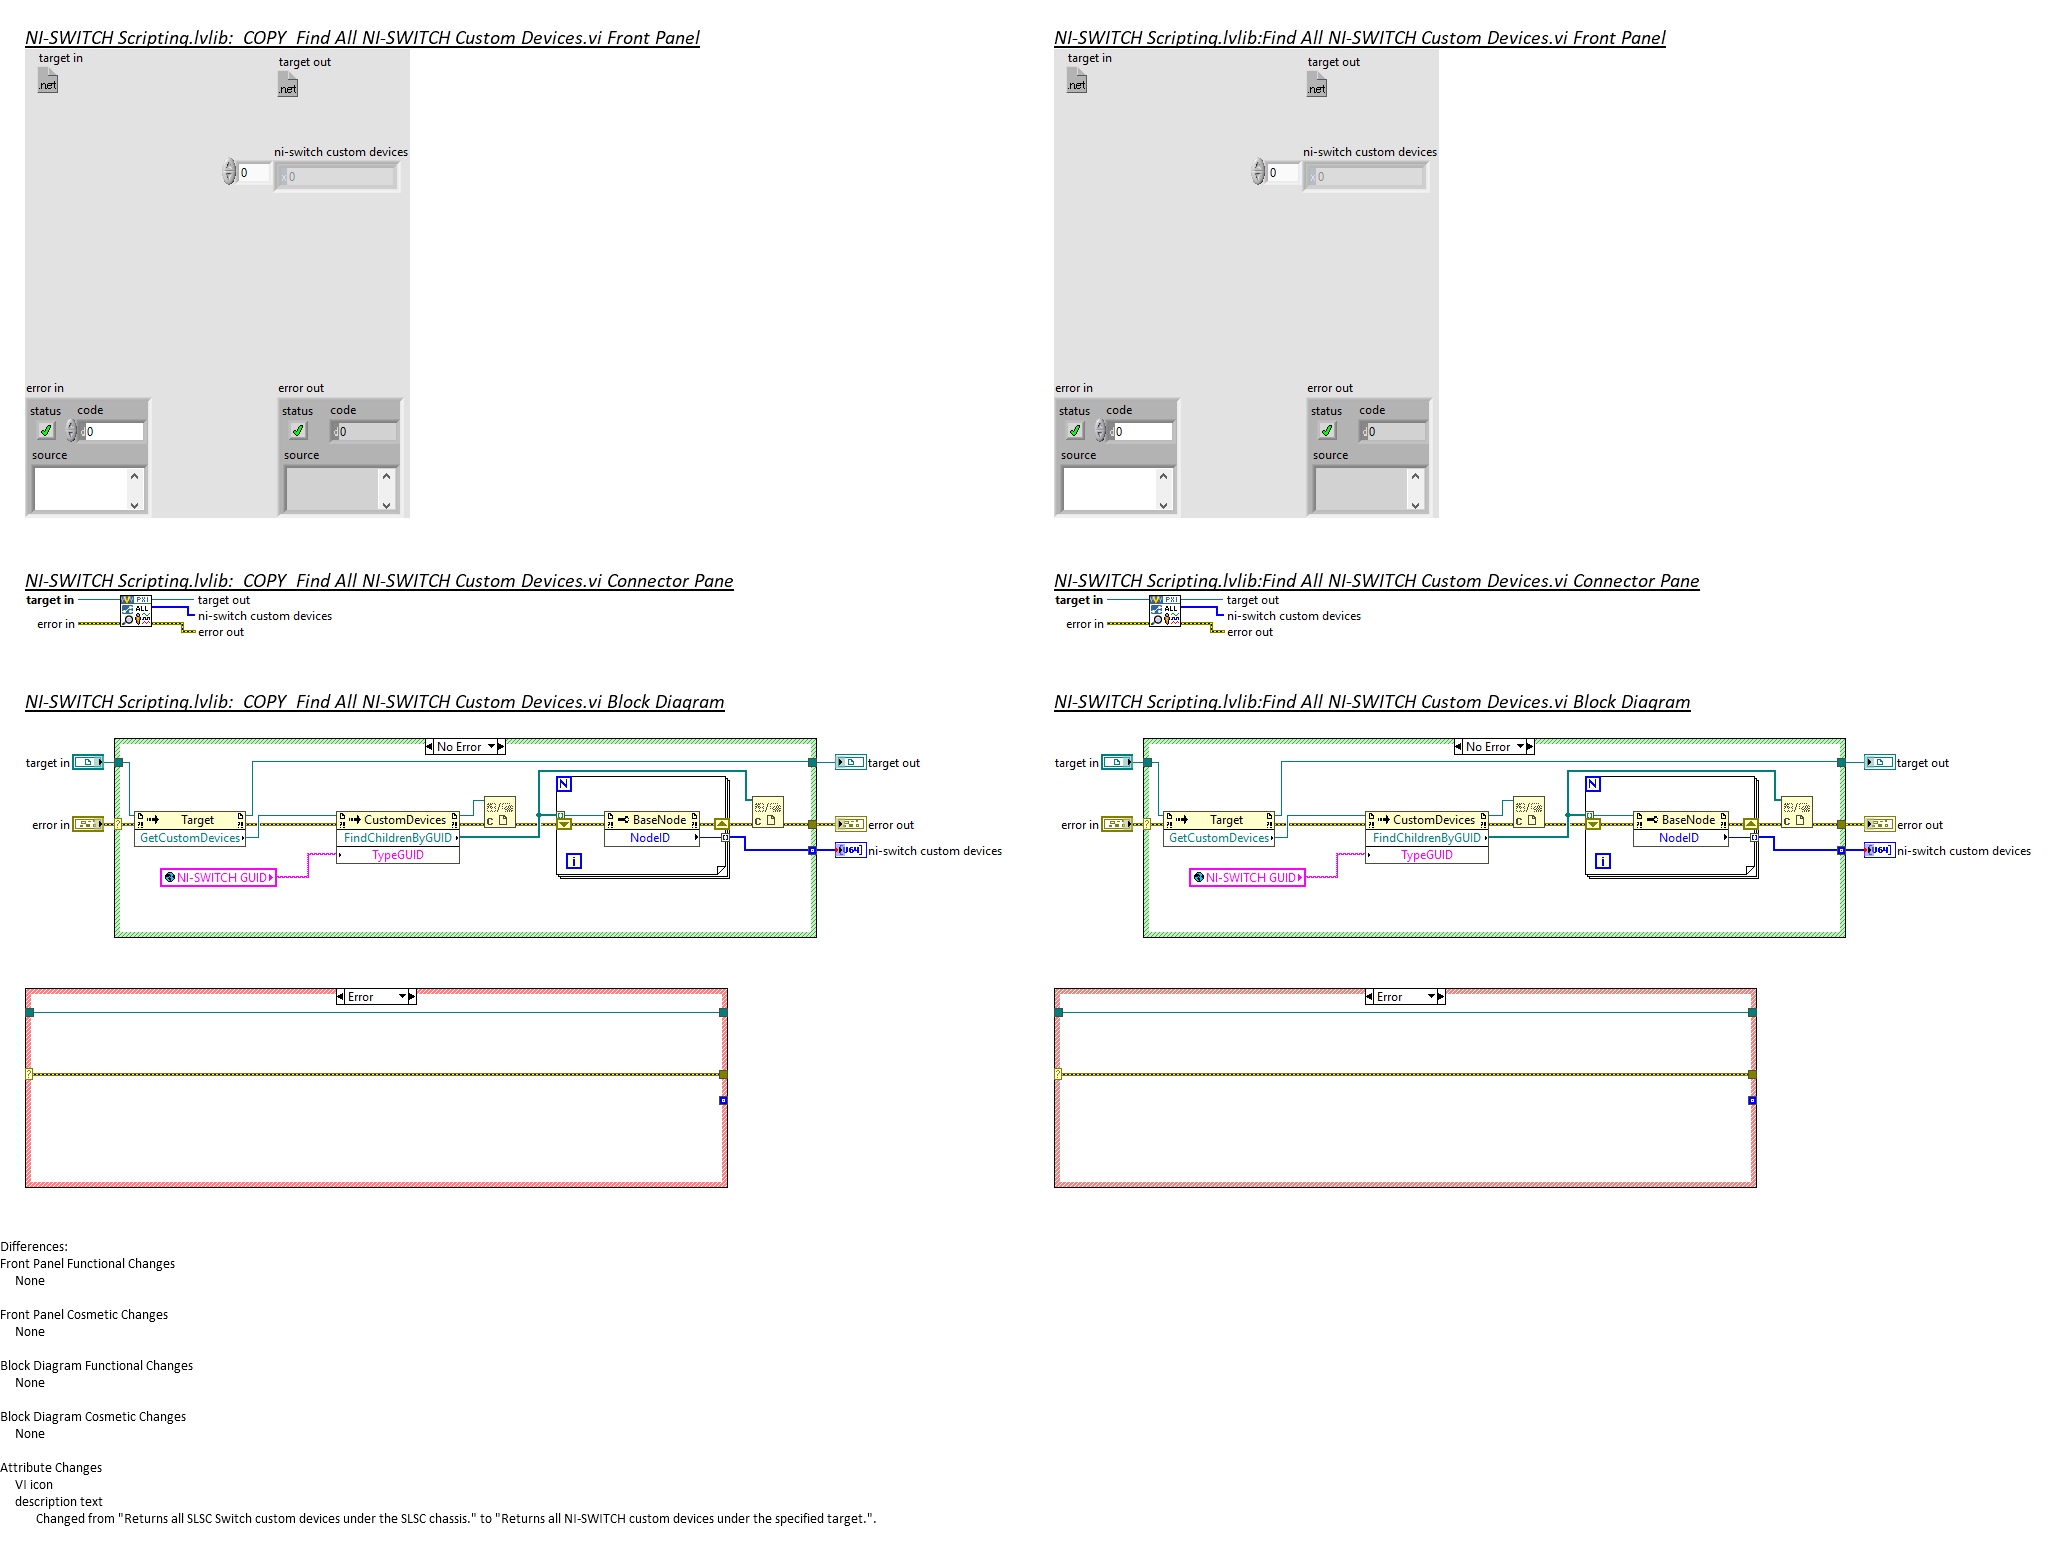 NI-SWITCH Scripting.lvlib:  COPY  Find All NI-SWITCH Custom Devices.vi Front Panel
target in
target out
.net
.net
ni-switch custom devices
0
x 0
error in
error out
status
code
status
code
d 0
d 0
source
source
NI-SWITCH Scripting.lvlib:Find All NI-SWITCH Custom Devices.vi Front Panel
target in
target out
.net
.net
ni-switch custom devices
0
x 0
error in
error out
status
code
status
code
d 0
d 0
source
source
NI-SWITCH Scripting.lvlib:  COPY  Find All NI-SWITCH Custom Devices.vi Connector Pane
target in
PXI
ALL
target out
ni-switch custom devices
error in
error out
NI-SWITCH Scripting.lvlib:Find All NI-SWITCH Custom Devices.vi Connector Pane
target in
PXI
ALL
target out
ni-switch custom devices
error in
error out
NI-SWITCH Scripting.lvlib:  COPY  Find All NI-SWITCH Custom Devices.vi Block Diagram
No Error
target in
target out
N
Target
CustomDevices
C
BaseNode
C
error in
error out
GetCustomDevices
FindChildrenByGUID
NodeID
TypeGUID
U64
ni-switch custom devices
i
NI-SWITCH GUID
Error
?
NI-SWITCH Scripting.lvlib:Find All NI-SWITCH Custom Devices.vi Block Diagram
No Error
target in
target out
N
Target
CustomDevices
C
BaseNode
C
error in
error out
GetCustomDevices
FindChildrenByGUID
NodeID
TypeGUID
U64
ni-switch custom devices
i
NI-SWITCH GUID
Error
?
Differences:
Front Panel Functional Changes
None
Front Panel Cosmetic Changes
None
Block Diagram Functional Changes
None
Block Diagram Cosmetic Changes
None
Attribute Changes
VI icon
description text
Changed from "Returns all SLSC Switch custom devices under the SLSC chassis." to "Returns all NI-SWITCH custom devices under the specified target.".